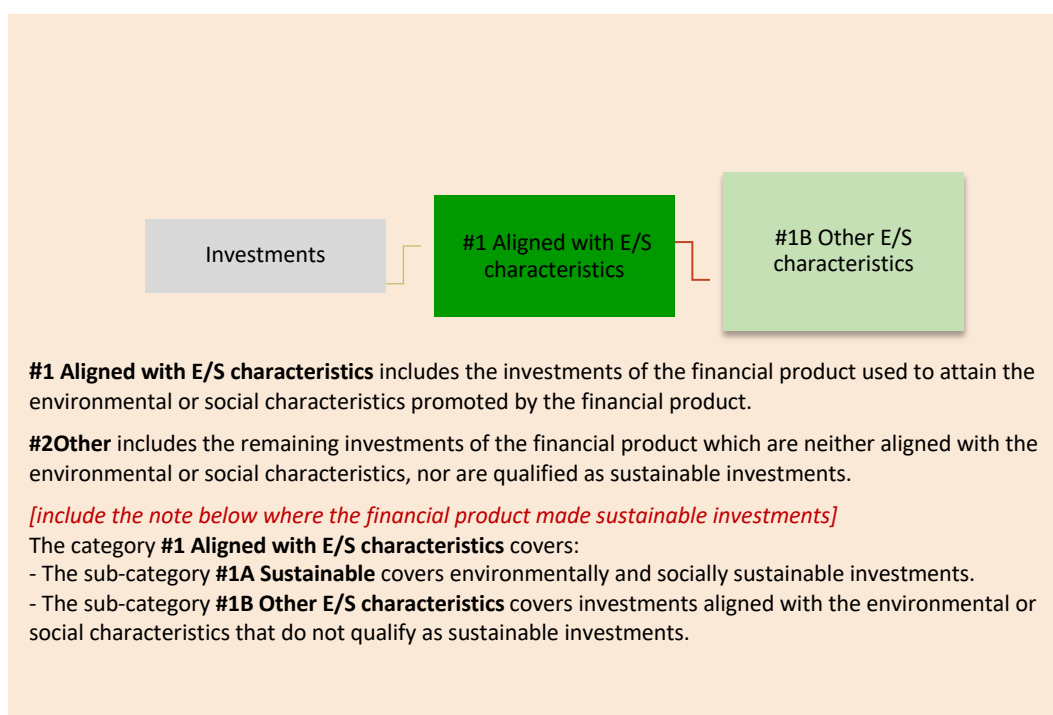 Investments
#1 Aligned with E/S
characteristics
#1B Other E/S
characteristics
#1 Aligned with E/S characteristics includes the investments of the financial product used to attain the
environmental or social characteristics promoted by the financial product.
#2Other includes the remaining investments of the financial product which are neither aligned with the
environmental or social characteristics, nor are qualified as sustainable investments.
[include the note below where the financial product made sustainable investments]
The category #1 Aligned with E/S characteristics covers:
- The sub-category #1A Sustainable covers environmentally and socially sustainable investments.
- The sub-category #1B Other E/S characteristics covers investments aligned with the environmental or
social characteristics that do not qualify as sustainable investments.